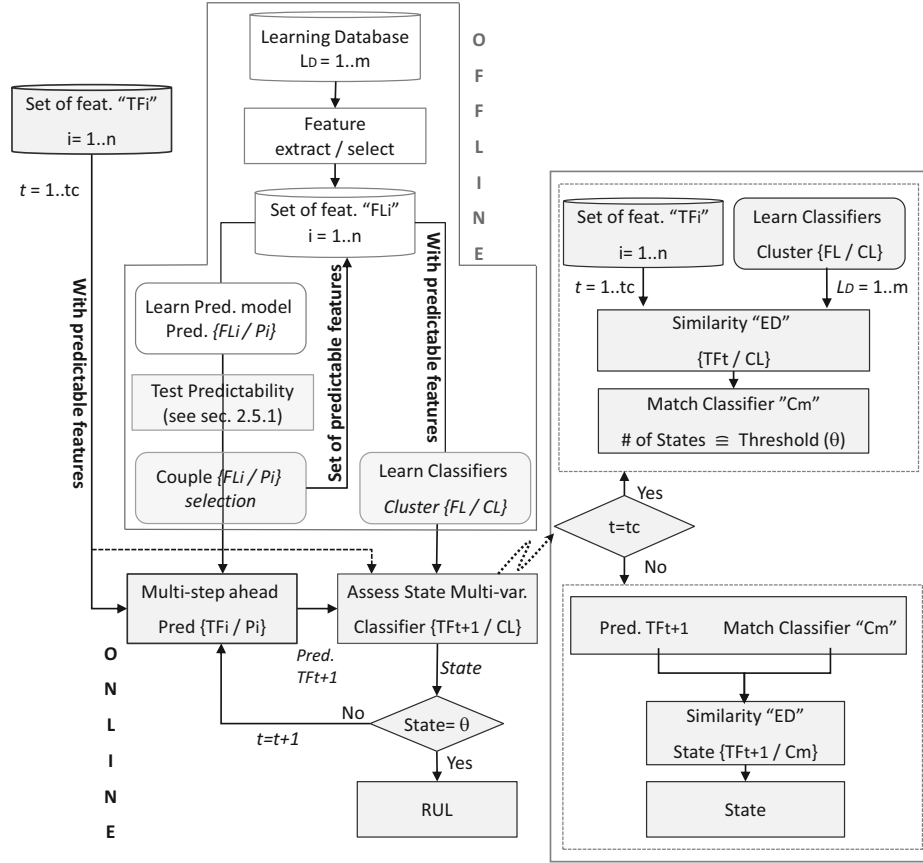 Learning Database
LD = 1..m
OFFLINE
Set of feat. “TFi”
i= 1..n
Feature
extract / select
t = 1..tc
Set of feat. “FLi”
i = 1..n
With predictable features
Learn Pred. model
Pred. {FLi / Pi}
Test Predictability
(see sec. 2.5.1)
Couple {FLi / Pi}
selection
Set of predictable features
With predictable features
Learn Classifiers
Cluster {FL / CL}
Multi-step ahead
Pred {TFi / Pi}
Assess State Multi-var.
Classifier {TFt+1 / CL}
Pred.
TFt+1
State
ONLINE
No
State= θ
t=t+1
Yes
RUL
Set of feat. “TFi”
i= 1..n
Learn Classifiers
Cluster {FL / CL}
t = 1..tc
LD = 1..m
Similarity “ED”
{TFt / CL}
Match Classifier “Cm”
# of States ≅ Threshold (θ)
Yes
t=tc
No
Pred. TFt+1 Match Classifier “Cm”
Similarity “ED”
State {TFt+1 / Cm}
State